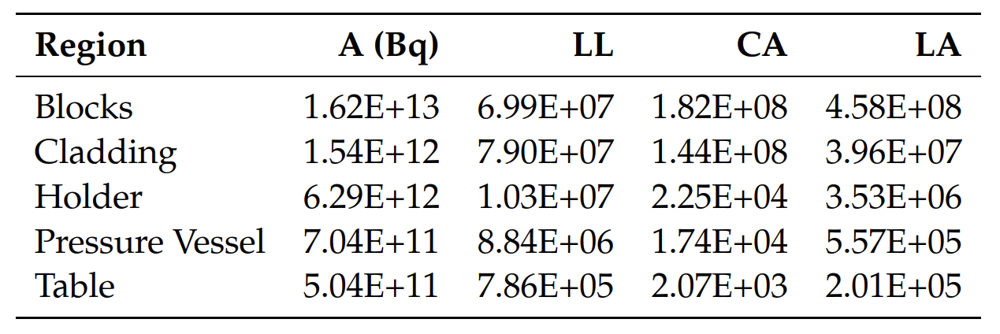 Region A (Bq) LL CA LA
Blocks 1.62E+13 6.99E+07 1.82E+08 4.58E+08
Cladding 1.54E+12 7.90E+07 1.44E+08 3.96E+07
Holder 6.29E+12 1.03E+07 2.25E+04 3.53E+06
Pressure Vessel 7.04E+11 8.84E+06 1.74E+04 5.57E+05
Table 5.04E+11 7.86E+05 2.07E+03 2.01E+05